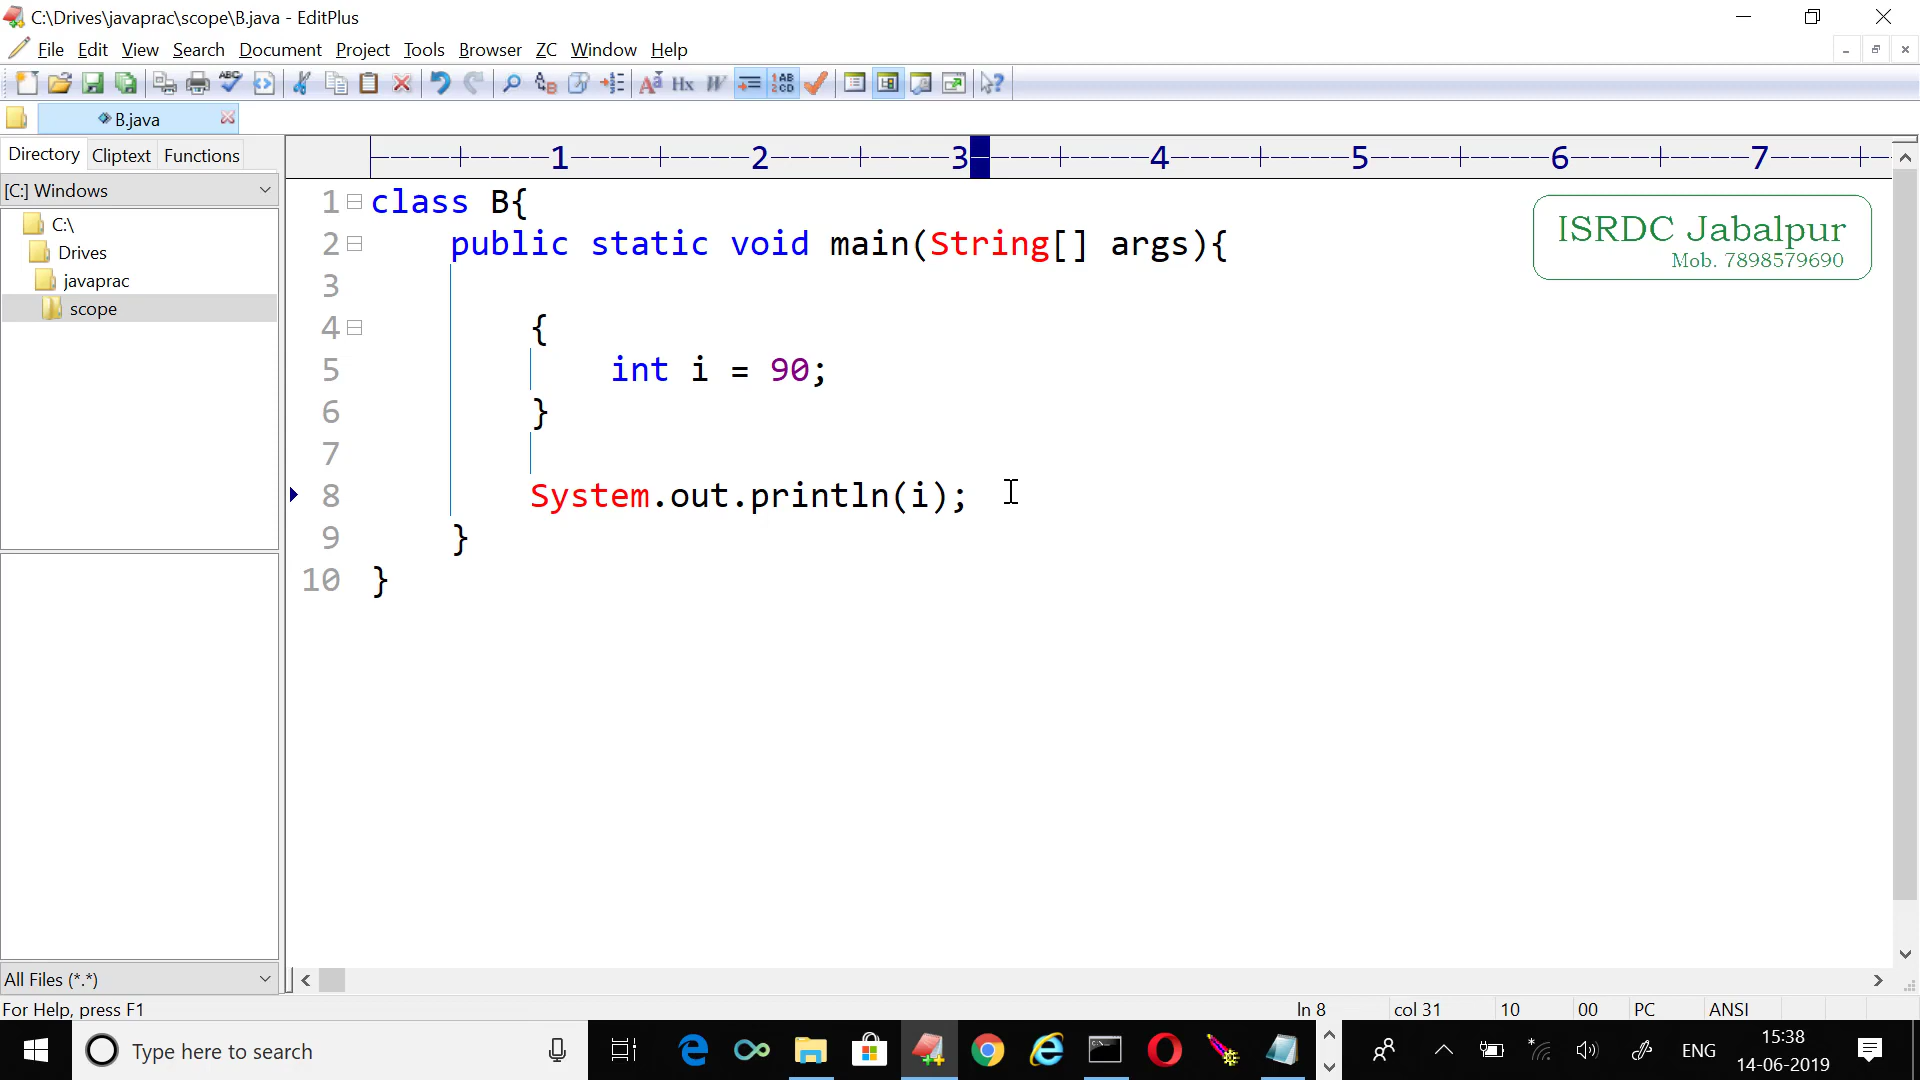 C:\Drives\javaprac\scope\B.java - EditPlus
File Edit View Search Document Project Tools Browser ZC Window Help
B.java
Directory Cliptext Functions
[C:] Windows
C:\
Drives
javaprac
scope
1 2 3 4 5 6 7
1 class B{
2 public static void main(String[] args){
3
4 {
5 int i = 90;
6 }
7
8 System.out.println(i);
9 }
10 }
ISRDC Jabalpur
Mob. 7898579690
All Files (*.*)
For Help, press F1
ln 8 col 31 10 00 PC ANSI
Type here to search
ENG
15:38
14-06-2019